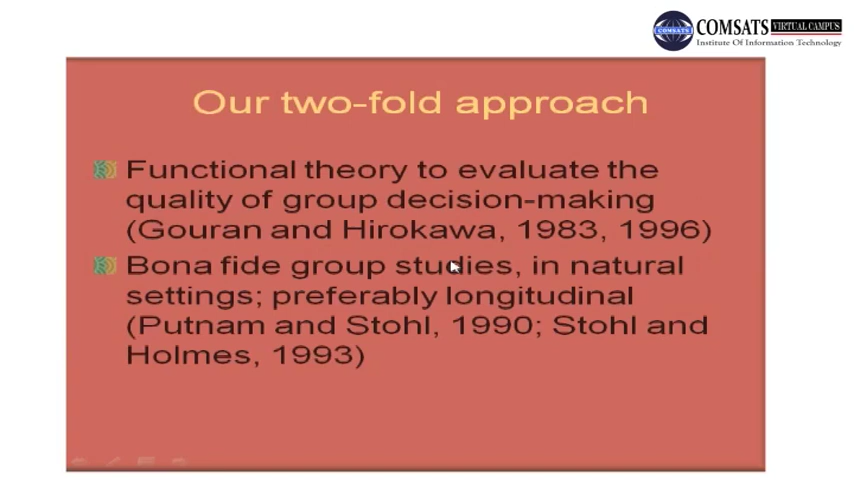 COMSATS VIRTUAL CAMPUS
COMSATS
Institute Of Information Technology
Our two-fold approach
Functional theory to evaluate the
quality of group decision-making
(Gouran and Hirokawa, 1983, 1996)
Bona fide group studies, in natural
settings; preferably longitudinal
(Putnam and Stohl, 1990; Stohl and
Holmes, 1993)